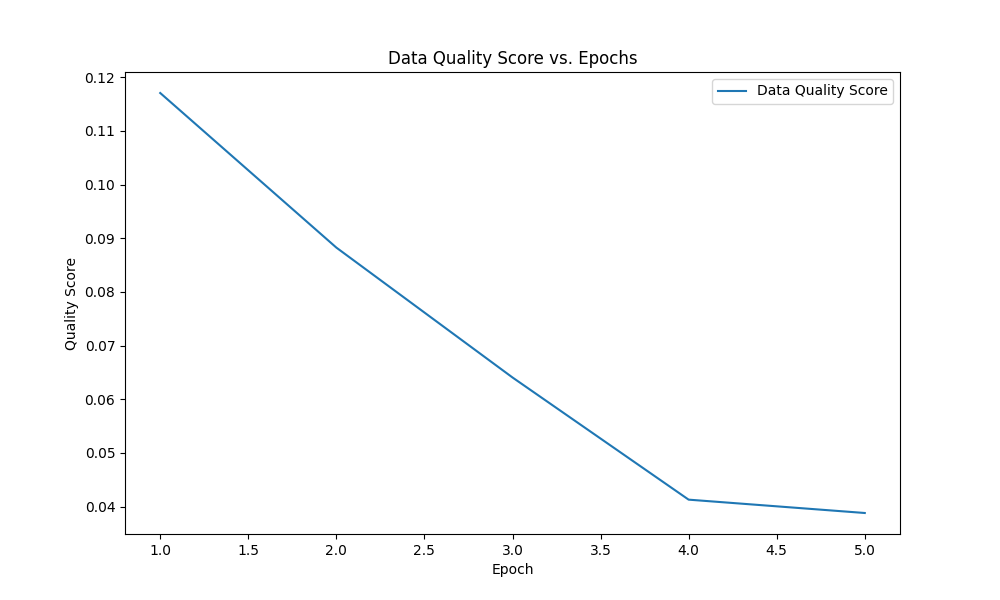 Data Quality Score vs. Epochs
Data Quality Score
Quality Score
0.12
0.11
0.10
0.09
0.08
0.07
0.06
0.05
0.04
1.0 1.5 2.0 2.5 3.0 3.5 4.0 4.5 5.0
Epoch